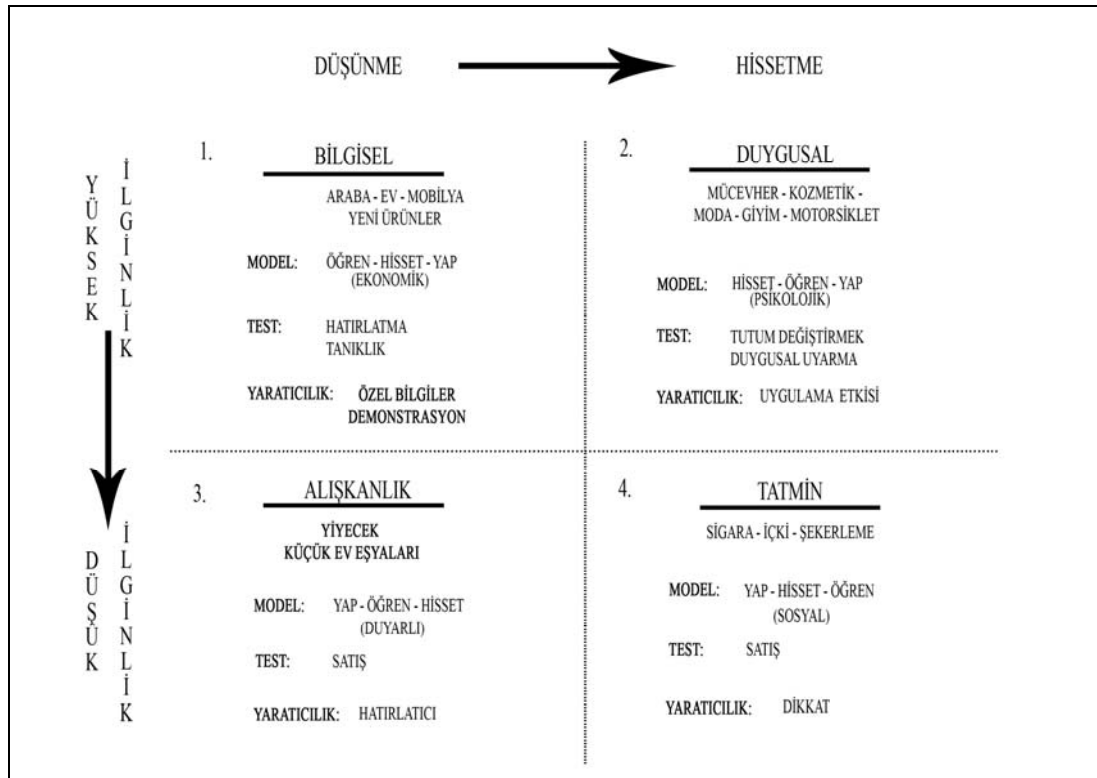 DÜŞÜNME
HİSSETME
YÜKSEK
İLGİNLİK
1.
BİLGİSEL
ARABA - EV - MOBİLYA
YENİ ÜRÜNLER
MODEL: ÖĞREN - HİSSET - YAP
(EKONOMİK)
TEST: HATIRLATMA
TANIKLIK
YARATICILIK: ÖZEL BİLGİLER
DEMONSTRASYON
2.
DUYGUSAL
MÜCEVHER - KOZMETİK -
MODA - GİYİM - MOTORSİKLET
MODEL: HİSSET - ÖĞREN - YAP
(PSİKOLOJİK)
TEST: TUTUM DEĞİŞTİRMEK
DUYGUSAL UYARMA
YARATICILIK: UYGULAMA ETKİSİ
DÜŞÜK
İLGİNLİK
3.
ALIŞKANLIK
YİYECEK
KÜÇÜK EV EŞYALARI
MODEL: YAP - ÖĞREN - HİSSET
(DUYARLI)
TEST: SATIŞ
YARATICILIK: HATIRLATICI
4.
TATMİN
SİGARA - İÇKİ - ŞEKERLEME
MODEL: YAP - HİSSET - ÖĞREN
(SOSYAL)
TEST: SATIŞ
YARATICILIK: DİKKAT